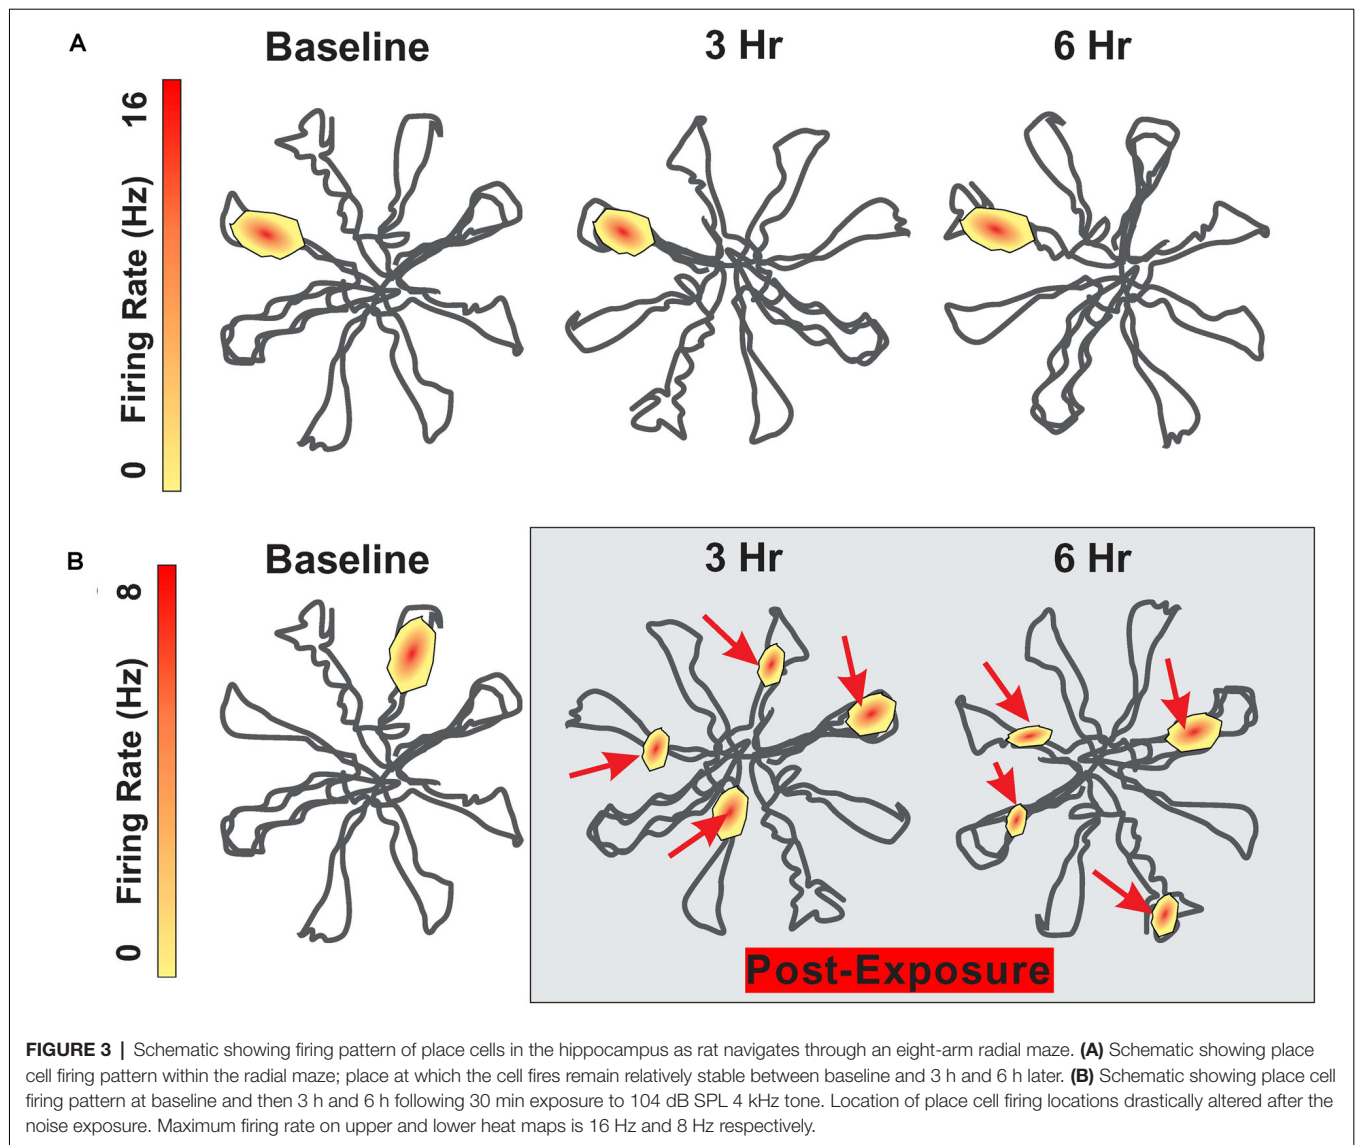 A
Baseline
3 Hr
6 Hr
0 Firing Rate (Hz) 16
B
Baseline
3 Hr
6 Hr
0 Firing Rate (Hz) 8
Post-Exposure
FIGURE 3 | Schematic showing firing pattern of place cells in the hippocampus as rat navigates through an eight-arm radial maze. (A) Schematic showing place
cell firing pattern within the radial maze; place at which the cell fires remain relatively stable between baseline and 3 h and 6 h later. (B) Schematic showing place cell
firing pattern at baseline and then 3 h and 6 h following 30 min exposure to 104 dB SPL 4 kHz tone. Location of place cell firing locations drastically altered after the
noise exposure. Maximum firing rate on upper and lower heat maps is 16 Hz and 8 Hz respectively.